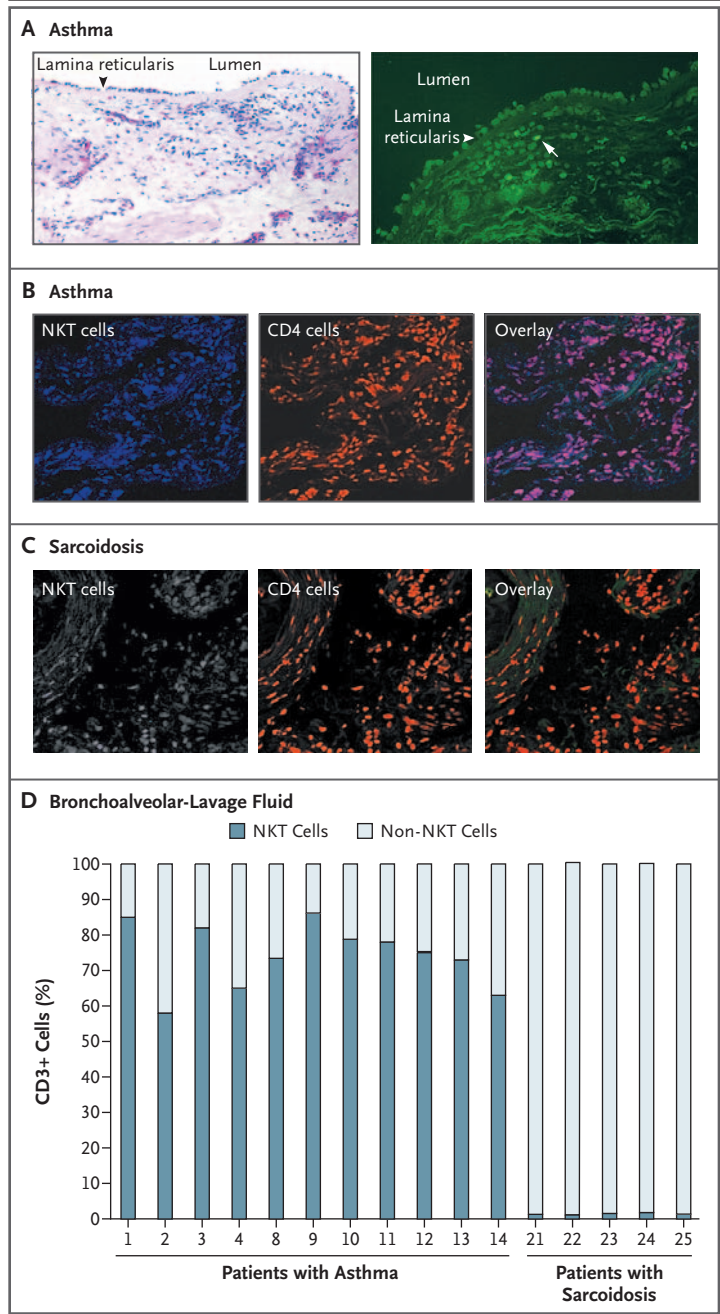 A Asthma
Lamina reticularis
Lumen
Lumen
Lamina
reticularis
B Asthma
NKT cells
CD4 cells
Overlay
C Sarcoidosis
NKT cells
CD4 cells
Overlay
D Bronchoalveolar-Lavage Fluid
NKT Cells
Non-NKT Cells
100
90
80
70
60
50
40
30
20
10
0
CD3+ Cells (%)
1 2 3 4 8 9 10 11 12 13 14 21 22 23 24 25
Patients with Asthma
Patients with
Sarcoidosis